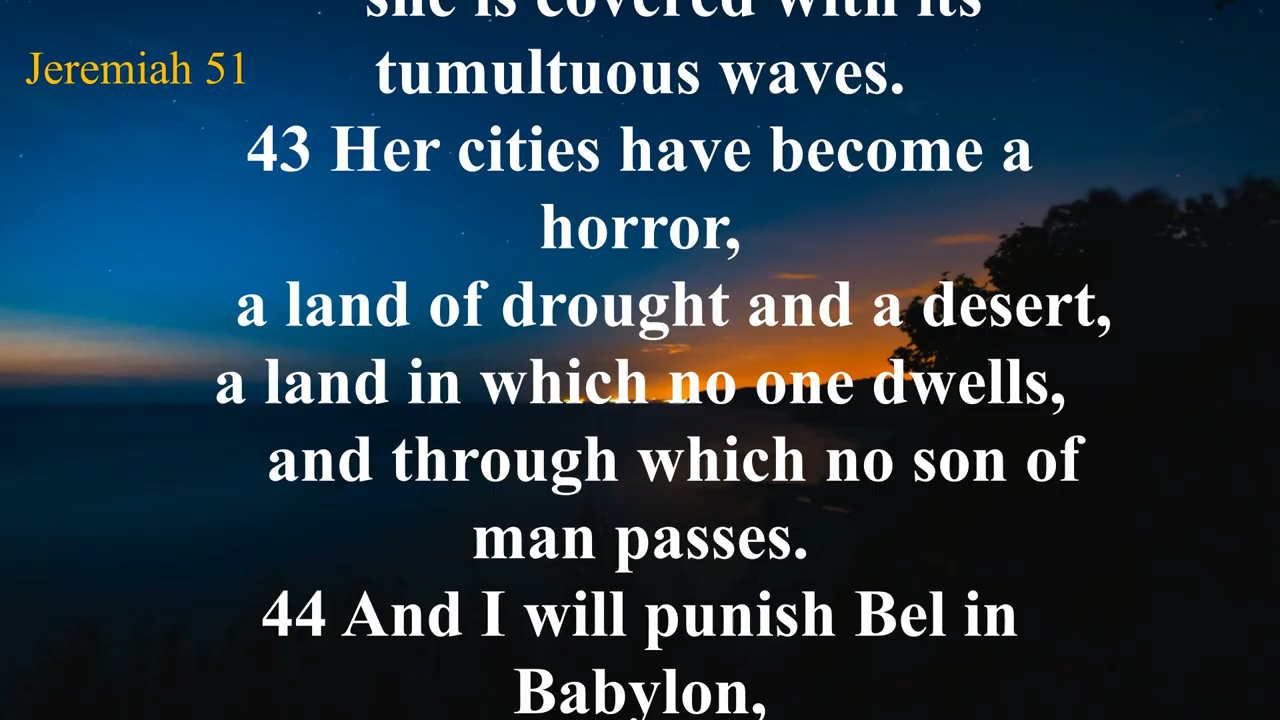 she is covered with its
Jeremiah 51
tumultuous waves.
43 Her cities have become a
horror,
a land of drought and a desert,
a land in which no one dwells,
and through which no son of
man passes.
44 And I will punish Bel in
Babylon,